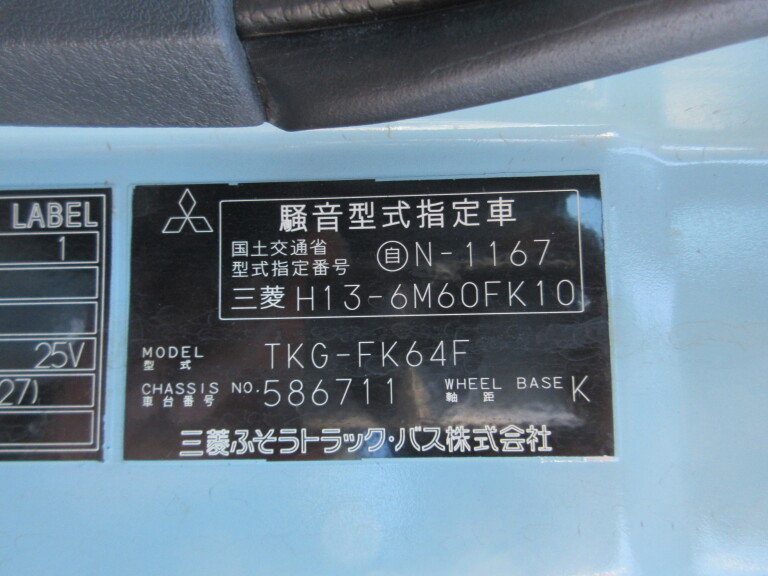 LABEL
1
25V
27)
騒音型式指定車
国土交通省
型式指定番号 自N-1167
三菱 H13-6M60FK10
MODEL TKG-FK64F
型式
CHASSIS NO. 586711 WHEEL BASE K
車台番号 軸距
三菱ふそうトラック・バス株式会社